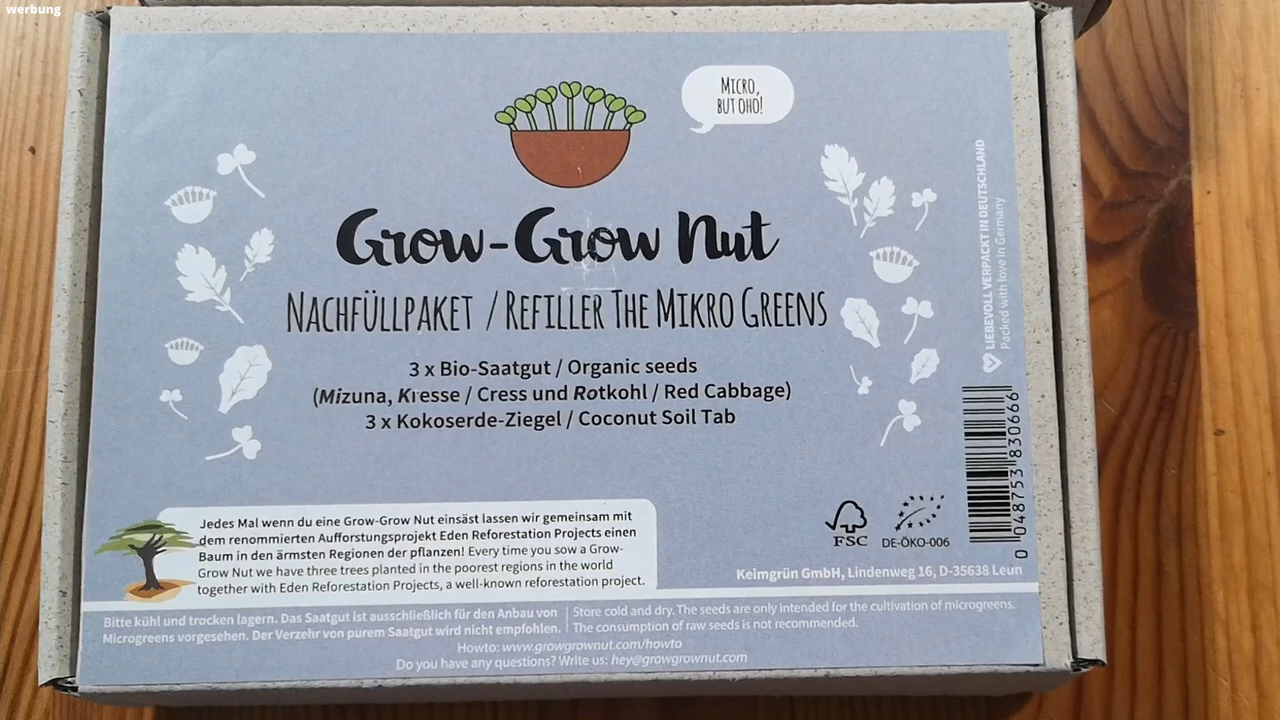 werbung
MICRO,
BUT OHO!
Grow-Grow Nut
NACHFÜLLPAKET / REFILLER THE MIKRO GREENS
3 x Bio-Saatgut / Organic seeds
(Mizuna, Kresse / Cress und Rotkohl / Red Cabbage)
3 x Kokoserde-Ziegel / Coconut Soil Tab
LIEBEVOLL VERPACKT IN DEUTSCHLAND
Packed with love in Germany
0 048753 830666
Jedes Mal wenn du eine Grow-Grow Nut einsäst lassen wir gemeinsam mit
dem renommierten Aufforstungsprojekt Eden Reforestation Projects einen
Baum in den ärmsten Regionen der pflanzen! Every time you sow a Grow-
Grow Nut we have three trees planted in the poorest regions in the world
together with Eden Reforestation Projects, a well-known reforestation project.
FSC
DE-ÖKO-006
Keimgrün GmbH, Lindenweg 16, D-35638 Leun
Bitte kühl und trocken lagern. Das Saatgut ist ausschließlich für den Anbau von
Microgreens vorgesehen. Der Verzehr von purem Saatgut wird nicht empfohlen.
Store cold and dry. The seeds are only intended for the cultivation of microgreens.
The consumption of raw seeds is not recommended.
Howto: www.growgrownut.com/howto
Do you have any questions? Write us: hey@growgrownut.com